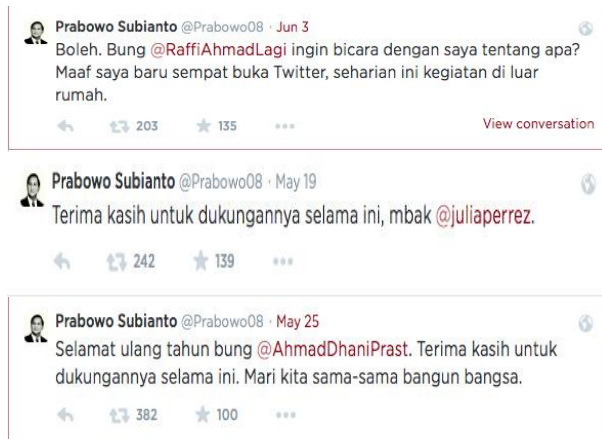 Prabowo Subianto @Prabowo08 · Jun 3
Boleh. Bung @RaffiAhmadLagi ingin bicara dengan saya tentang apa?
Maaf saya baru sempat buka Twitter, seharian ini kegiatan di luar
rumah.
203 135 View conversation
Prabowo Subianto @Prabowo08 · May 19
Terima kasih untuk dukungannya selama ini, mbak @juliaperrez.
242 139
Prabowo Subianto @Prabowo08 · May 25
Selamat ulang tahun bung @AhmadDhaniPrast. Terima kasih untuk
dukungannya selama ini. Mari kita sama-sama bangun bangsa.
382 100